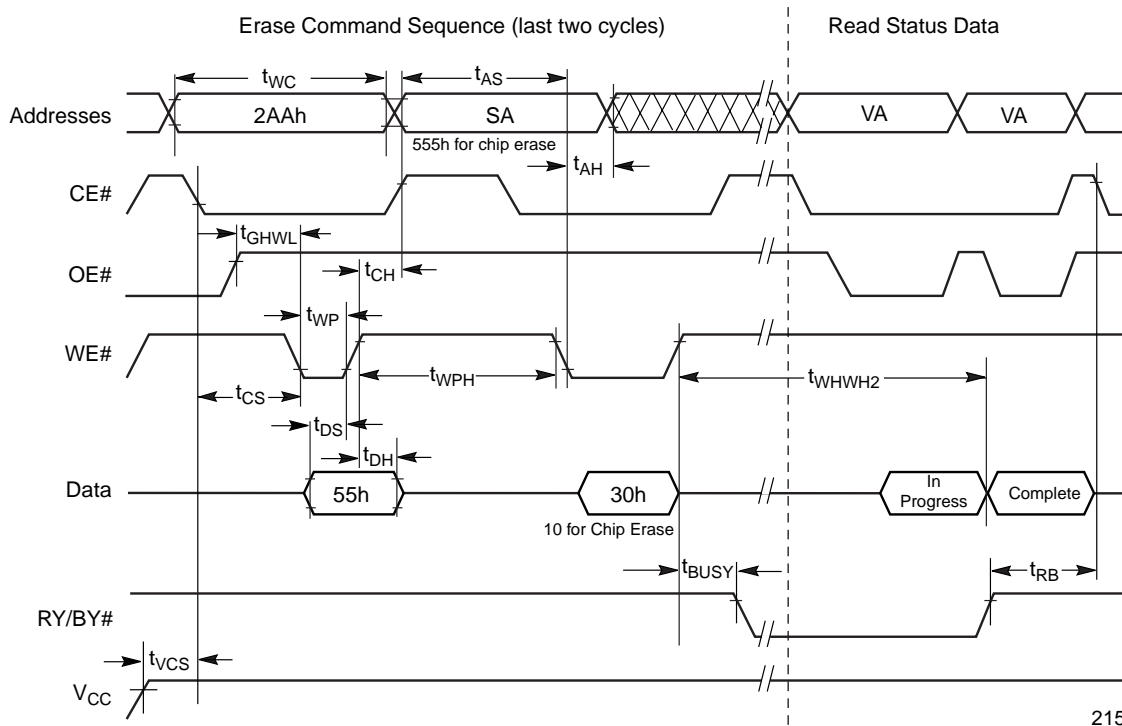 Erase Command Sequence (last two cycles)
Read Status Data
tWC
tAS
Addresses
2AAh
SA
VA
VA
555h for chip erase
tAH
CE#
tGHWL
OE#
tCH
tWP
WE#
tWPH
tWHWH2
tCS
tDS
tDH
Data
55h
30h
In
Progress
Complete
10 for Chip Erase
tBUSY
tRB
RY/BY#
tVCS
VCC
215